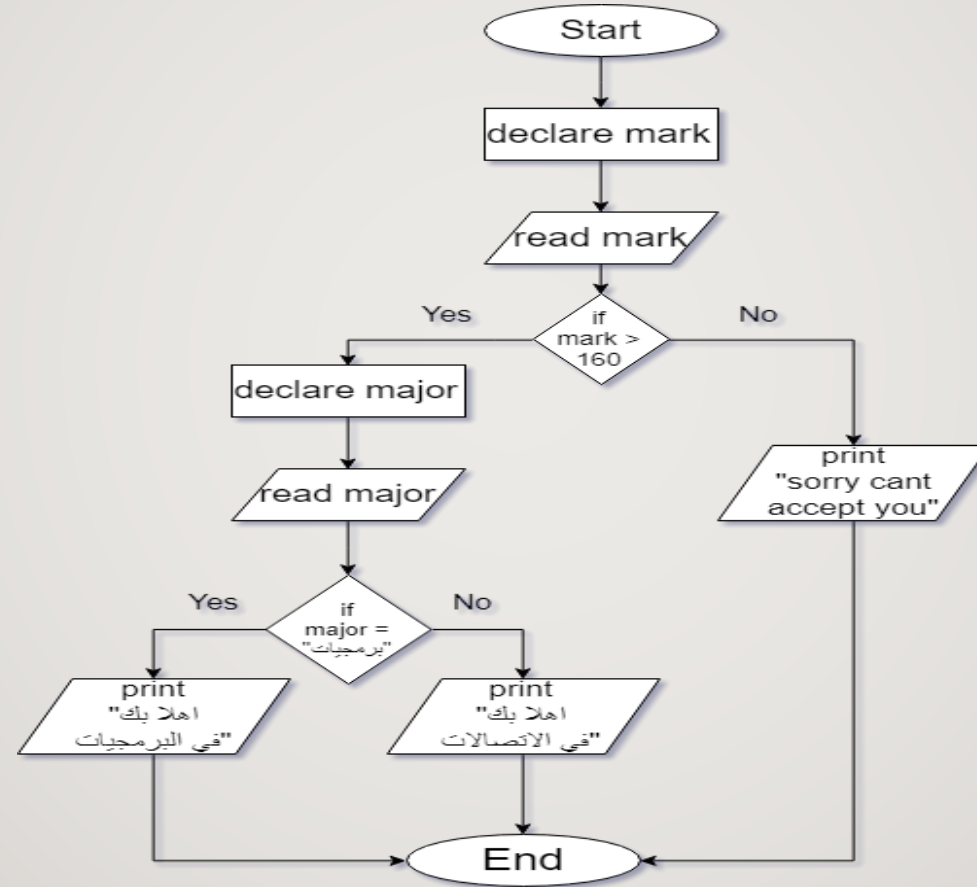 Start
declare mark
read mark
Yes
No
if
mark >
160
declare major
read major
print
"sorry cant
accept you"
Yes
No
if
major =
"برمجيات"
print
"اهلا بك
في البرمجيات"
print
"اهلا بك
في الاتصالات"
End